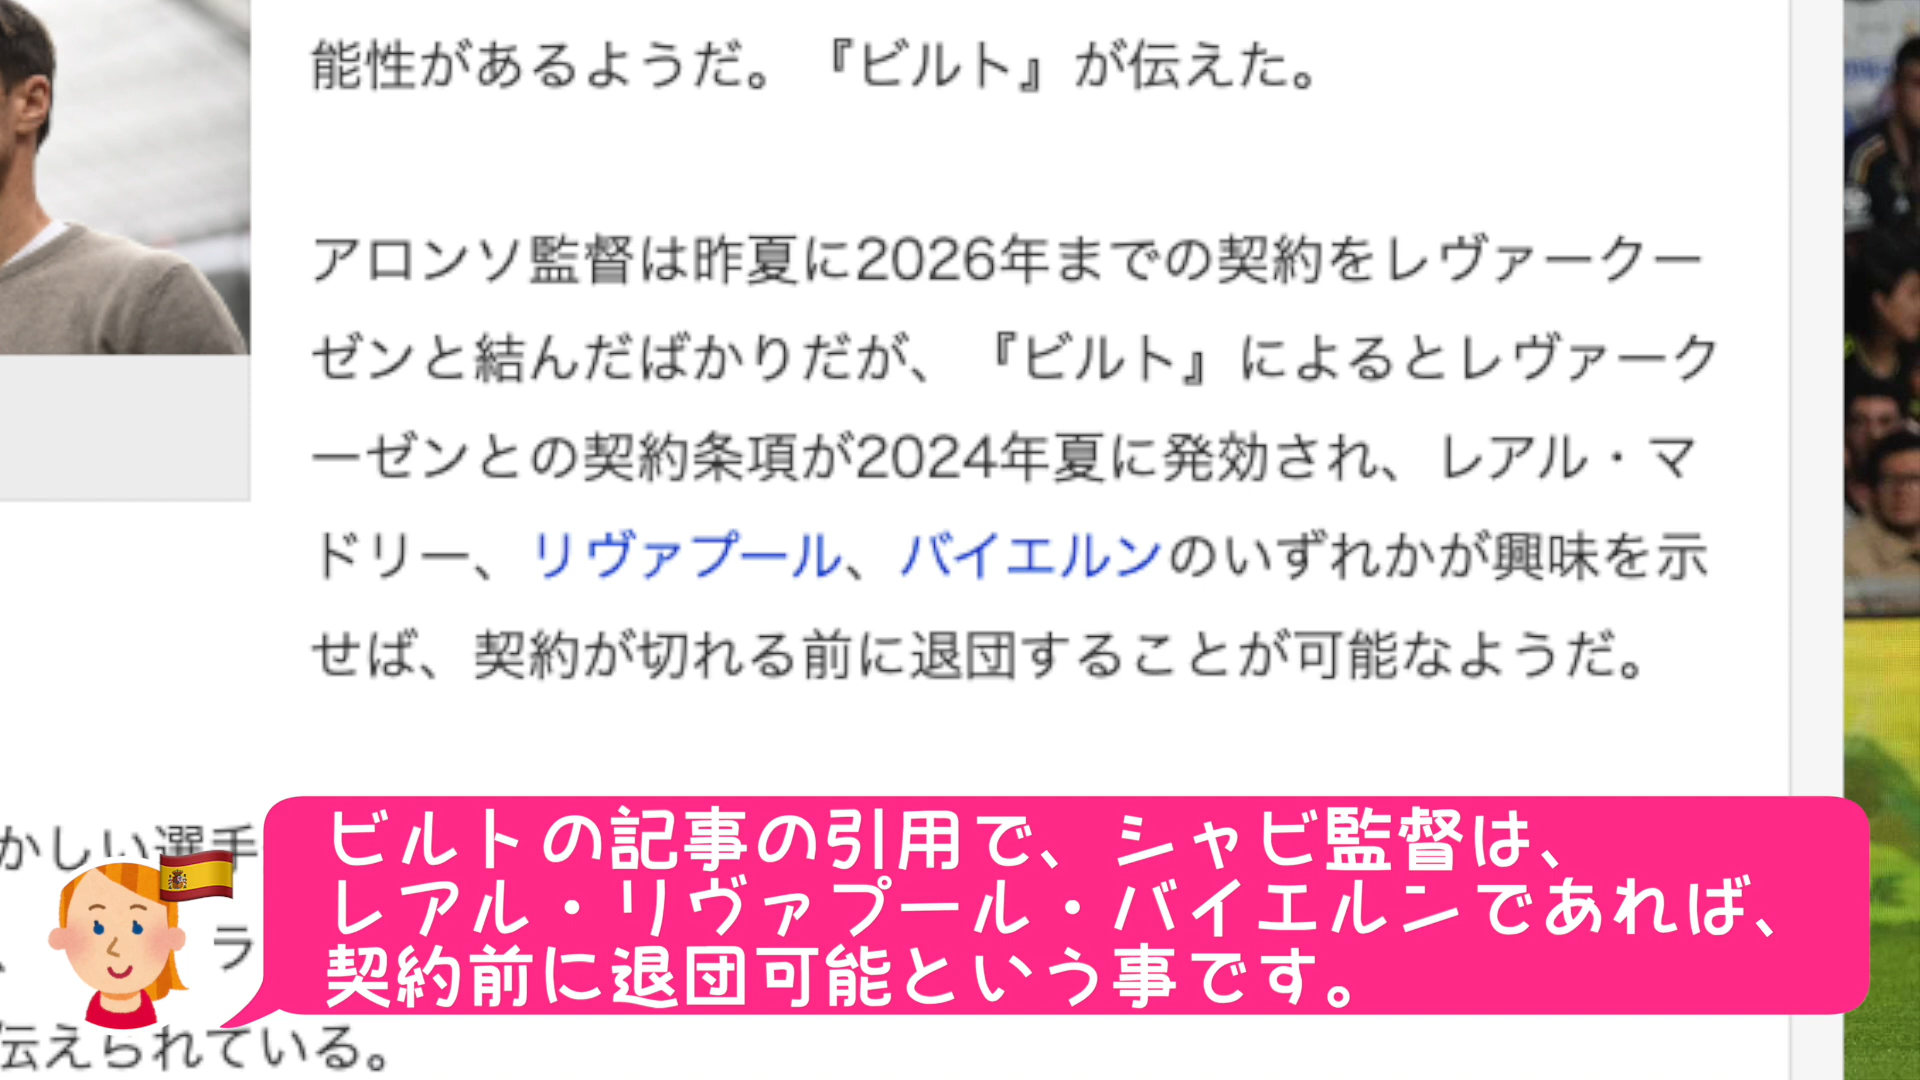 能性があるようだ。『ビルト』が伝えた。
アロンソ監督は昨夏に2026年までの契約をレヴァークー
ゼンと結んだばかりだが、『ビルト』によるとレヴァーク
ーゼンとの契約条項が2024年夏に発効され、レアル・マ
ドリー、リヴァプール、バイエルンのいずれかが興味を示
せば、契約が切れる前に退団することが可能なようだ。
かしい選手
、 ラ
伝えられている。
ビルトの記事の引用で、シャビ監督は、
レアル・リヴァプール・バイエルンであれば、
契約前に退団可能という事です。